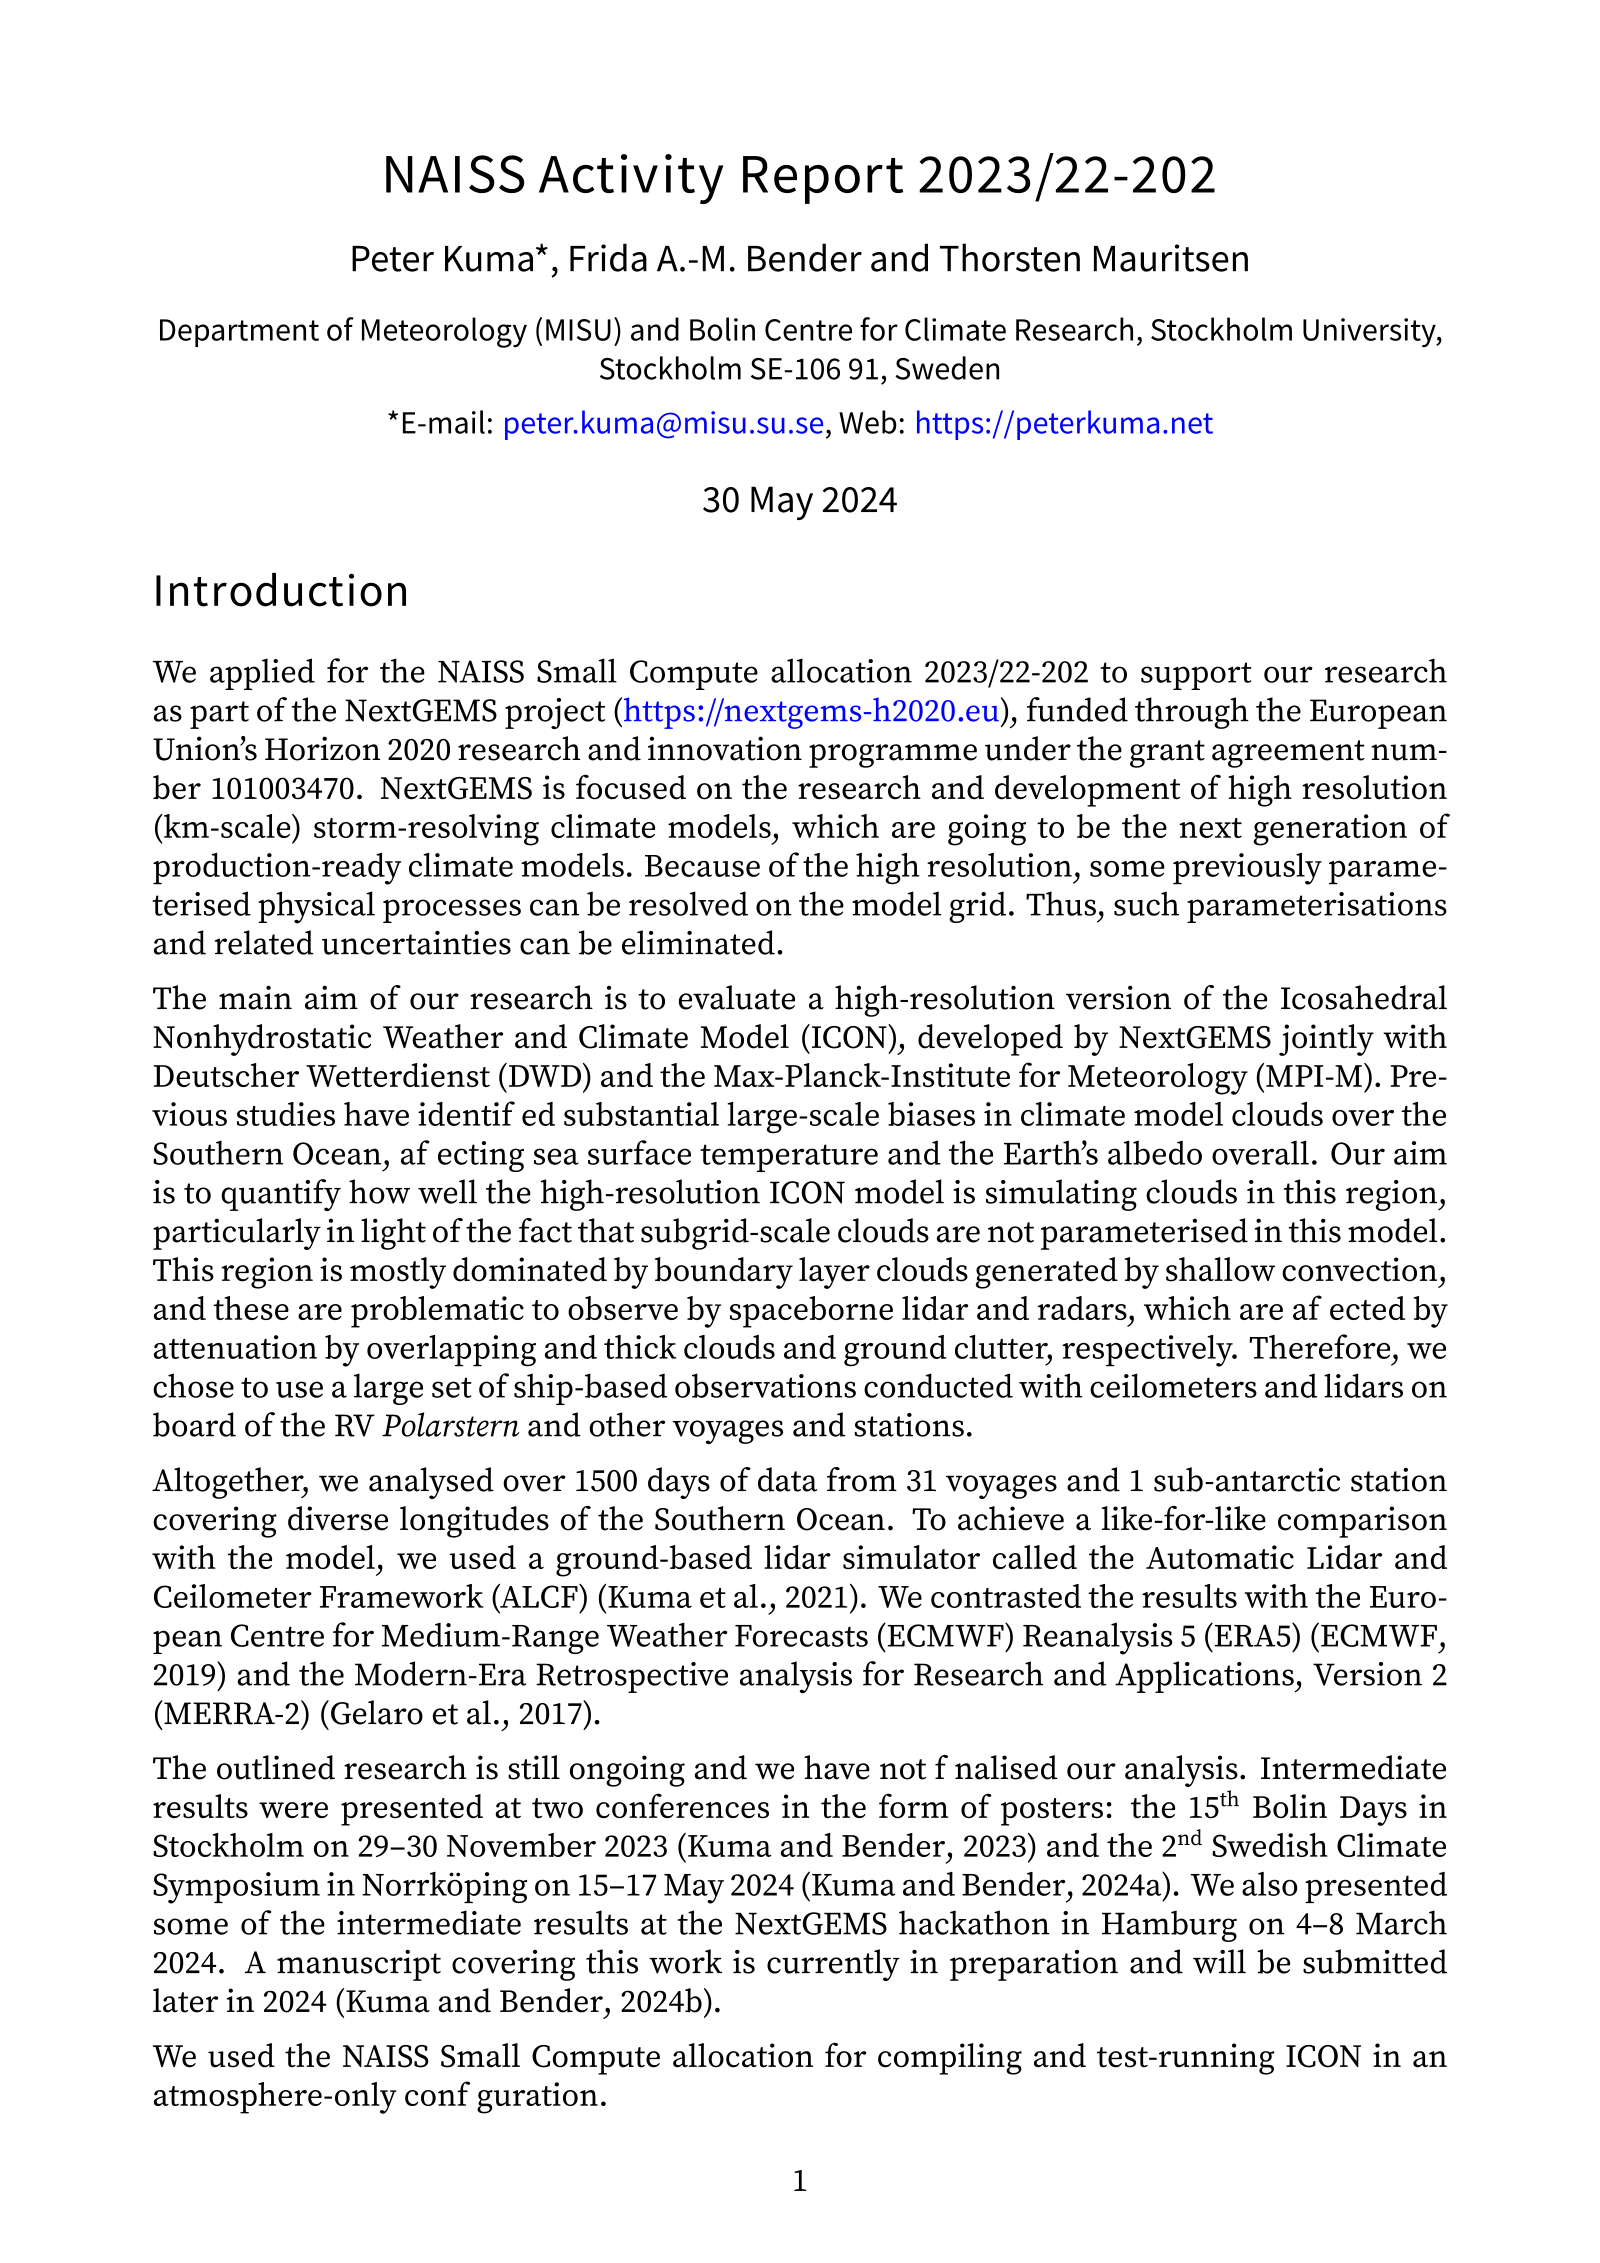 NAISS Activity Report 2023/22-202
Peter Kuma*, Frida A.-M. Bender and Thorsten Mauritsen
Department of Meteorology (MISU) and Bolin Centre for Climate Research, Stockholm University,
Stockholm SE-106 91, Sweden
*E-mail: peter.kuma@misu.su.se, Web: https://peterkuma.net
30 May 2024
Introduction
We applied for the NAISS Small Compute allocation 2023/22-202 to support our research
as part of the NextGEMS project (https://nextgems-h2020.eu), funded through the European
Union’s Horizon 2020 research and innovation programme under the grant agreement num-
ber 101003470. NextGEMS is focused on the research and development of high resolution
(km-scale) storm-resolving climate models, which are going to be the next generation of
production-ready climate models. Because of the high resolution, some previously parame-
terised physical processes can be resolved on the model grid. Thus, such parameterisations
and related uncertainties can be eliminated.
The main aim of our research is to evaluate a high-resolution version of the Icosahedral
Nonhydrostatic Weather and Climate Model (ICON), developed by NextGEMS jointly with
Deutscher Wetterdienst (DWD) and the Max-Planck-Institute for Meteorology (MPI-M). Pre-
vious studies have identif ed substantial large-scale biases in climate model clouds over the
Southern Ocean, af ecting sea surface temperature and the Earth’s albedo overall. Our aim
is to quantify how well the high-resolution ICON model is simulating clouds in this region,
particularly in light of the fact that subgrid-scale clouds are not parameterised in this model.
This region is mostly dominated by boundary layer clouds generated by shallow convection,
and these are problematic to observe by spaceborne lidar and radars, which are af ected by
attenuation by overlapping and thick clouds and ground clutter, respectively. Therefore, we
chose to use a large set of ship-based observations conducted with ceilometers and lidars on
board of the RV Polarstern and other voyages and stations.
Altogether, we analysed over 1500 days of data from 31 voyages and 1 sub-antarctic station
covering diverse longitudes of the Southern Ocean. To achieve a like-for-like comparison
with the model, we used a ground-based lidar simulator called the Automatic Lidar and
Ceilometer Framework (ALCF) (Kuma et al., 2021). We contrasted the results with the Euro-
pean Centre for Medium-Range Weather Forecasts (ECMWF) Reanalysis 5 (ERA5) (ECMWF,
2019) and the Modern-Era Retrospective analysis for Research and Applications, Version 2
(MERRA-2) (Gelaro et al., 2017).
The outlined research is still ongoing and we have not f nalised our analysis. Intermediate
results were presented at two conferences in the form of posters: the 15th Bolin Days in
Stockholm on 29–30 November 2023 (Kuma and Bender, 2023) and the 2nd Swedish Climate
Symposium in Norrköping on 15–17 May 2024 (Kuma and Bender, 2024a). We also presented
some of the intermediate results at the NextGEMS hackathon in Hamburg on 4–8 March
2024. A manuscript covering this work is currently in preparation and will be submitted
later in 2024 (Kuma and Bender, 2024b).
We used the NAISS Small Compute allocation for compiling and test-running ICON in an
atmosphere-only conf guration.
1